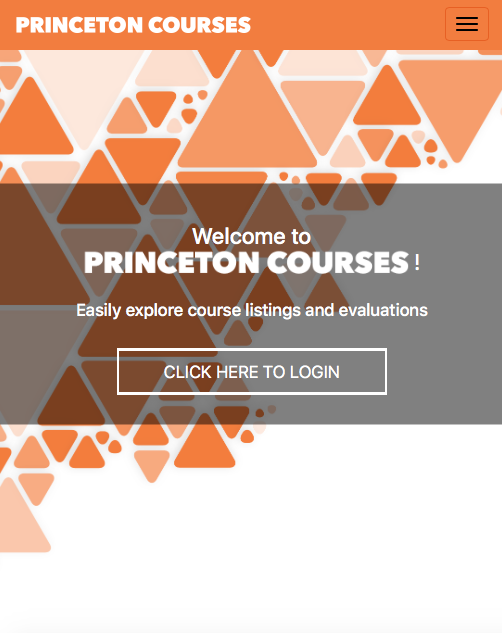 PRINCETON COURSES
Welcome to
PRINCETON COURSES !
Easily explore course listings and evaluations
CLICK HERE TO LOGIN